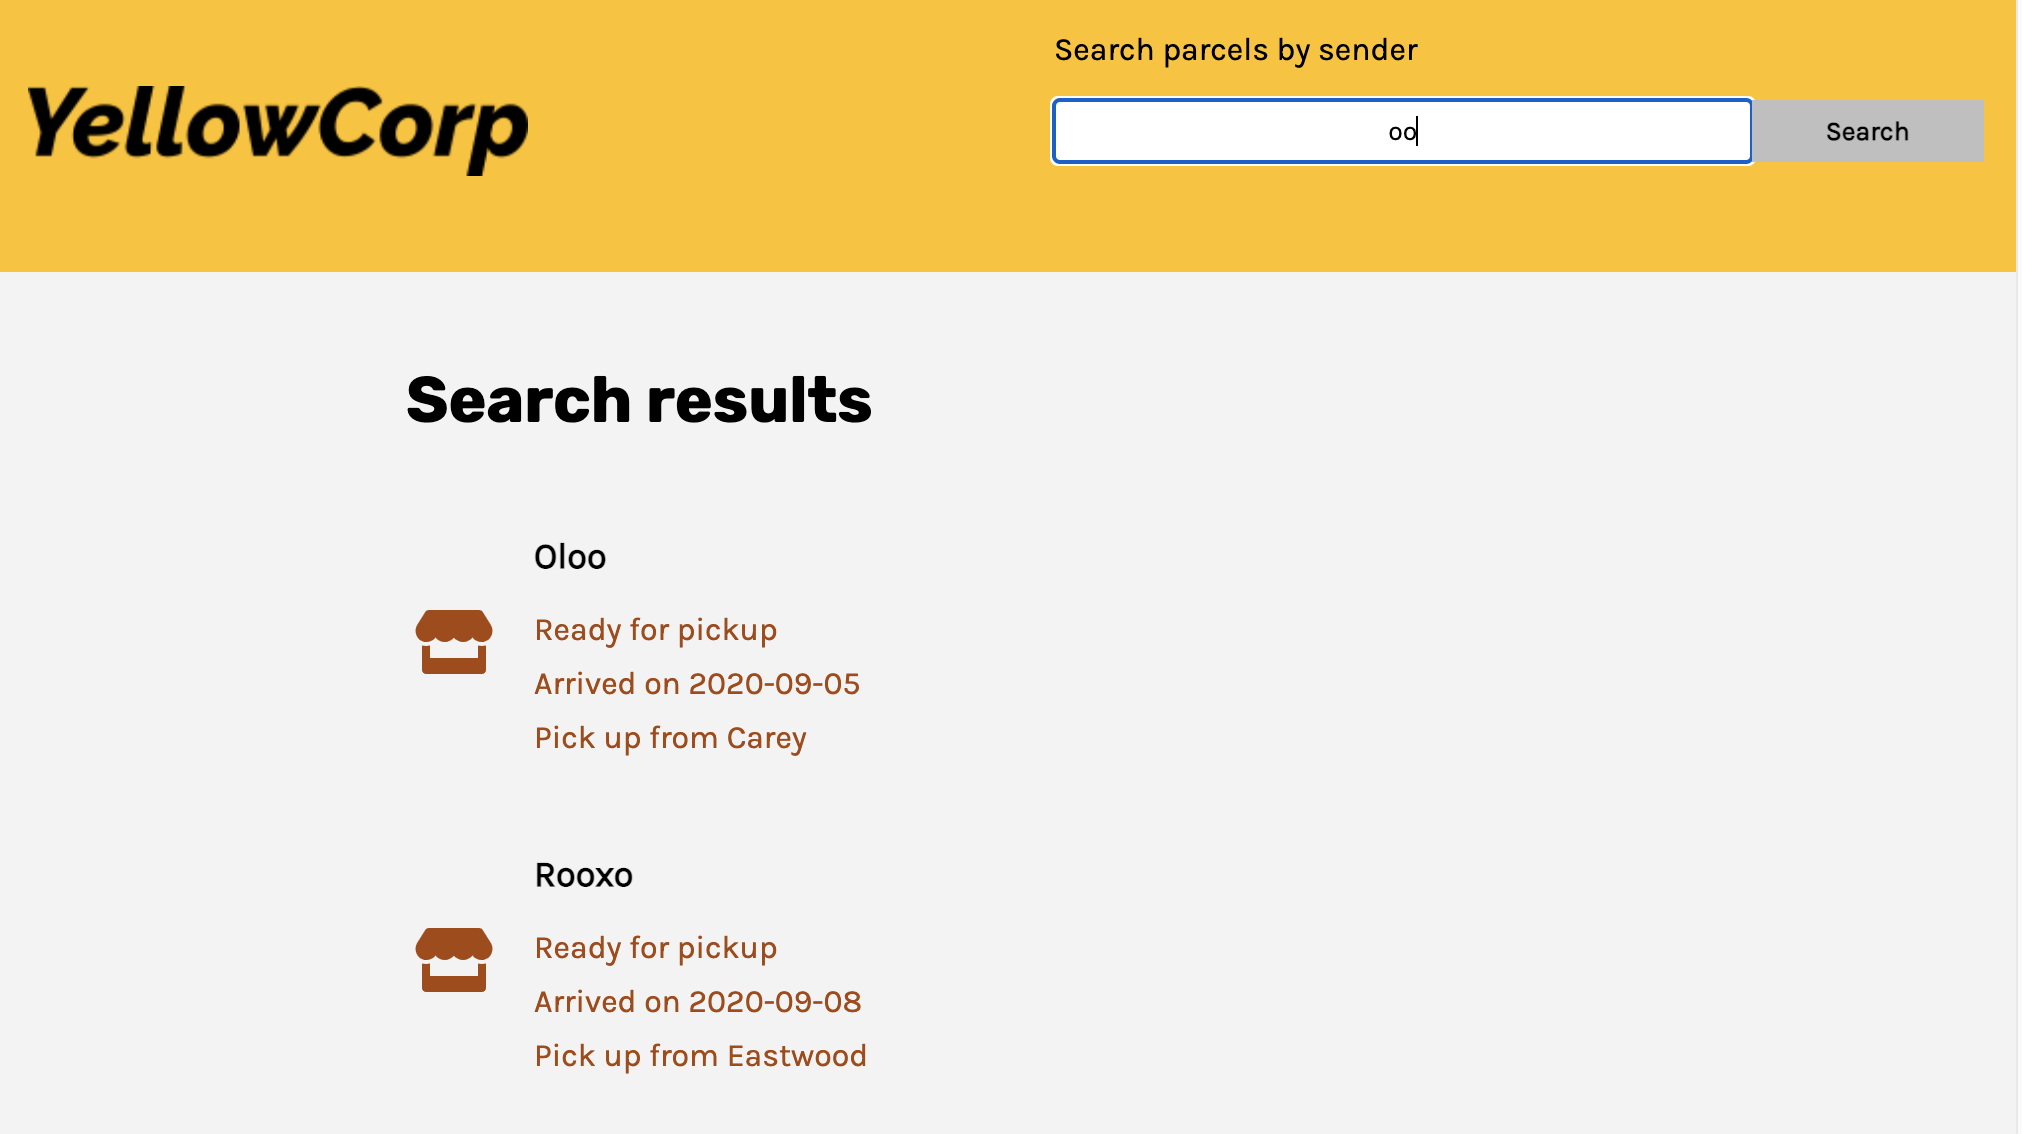 Search parcels by sender
YellowCorp
oo
Search
Search results
Oloo
Ready for pickup
Arrived on 2020-09-05
Pick up from Carey
Rooxo
Ready for pickup
Arrived on 2020-09-08
Pick up from Eastwood